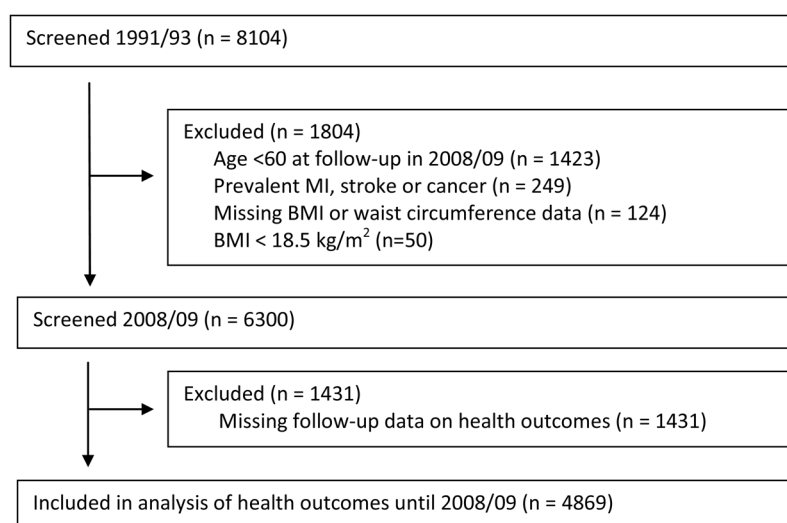 Screened 1991/93 (n = 8104)
Excluded (n = 1804)
Age <60 at follow-up in 2008/09 (n = 1423)
Prevalent MI, stroke or cancer (n = 249)
Missing BMI or waist circumference data (n = 124)
BMI < 18.5 kg/m² (n=50)
Screened 2008/09 (n = 6300)
Excluded (n = 1431)
Missing follow-up data on health outcomes (n = 1431)
Included in analysis of health outcomes until 2008/09 (n = 4869)